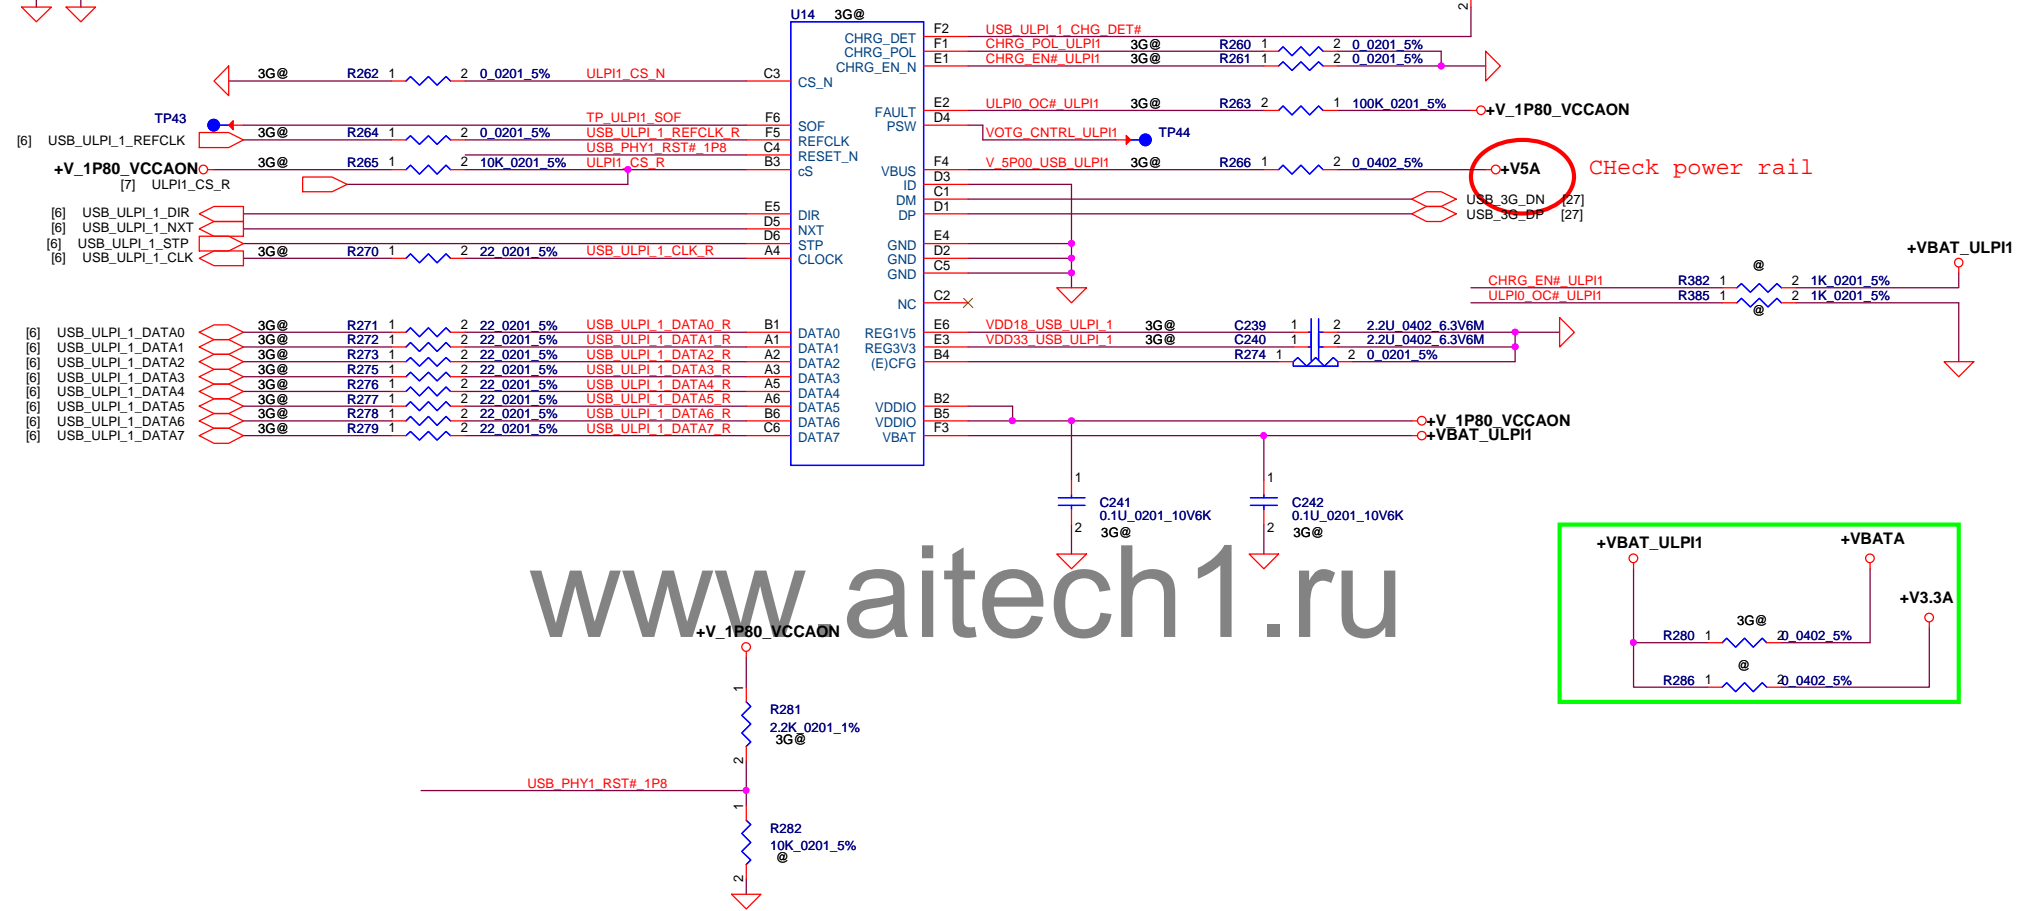 U14 3G@
2
CHRG_DET F2 USB_ULPI_1_CHG_DET#
CHRG_POL F1 CHRG_POL_ULPI1 3G@ R260 1 2 0_0201_5%
CHRG_EN_N E1 CHRG_EN#_ULPI1 3G@ R261 1 2 0_0201_5%
3G@ R262 1 2 0_0201_5% ULPI1_CS_N C3 CS_N
FAULT E2 ULPI0_OC#_ULPI1 3G@ R263 2 1 100K_0201_5% +V_1P80_VCCAON
TP43 TP_ULPI1_SOF F6 SOF
PSW D4 VOTG_CNTRL_ULPI1 TP44
[6] USB_ULPI_1_REFCLK 3G@ R264 1 2 0_0201_5% USB_ULPI_1_REFCLK_R F5 REFCLK
USB_PHY1_RST#_1P8 C4 RESET_N
+V_1P80_VCCAON 3G@ R265 1 2 10K_0201_5% ULPI1_CS_R B3 cS
[7] ULPI1_CS_R
VBUS F4 V_5P00_USB_ULPI1 3G@ R266 1 2 0_0402_5% +V5A CHeck power rail
ID D3
DM C1 USB_3G_DN [27]
DP D1 USB_3G_DP [27]
[6] USB_ULPI_1_DIR E5 DIR
[6] USB_ULPI_1_NXT D5 NXT
[6] USB_ULPI_1_STP D6 STP
[6] USB_ULPI_1_CLK 3G@ R270 1 2 22_0201_5% USB_ULPI_1_CLK_R A4 CLOCK
GND E4
GND D2
GND C5
NC C2
+VBAT_ULPI1
@
CHRG_EN#_ULPI1 R382 1 2 1K_0201_5%
ULPI0_OC#_ULPI1 R385 1 2 1K_0201_5%
@
[6] USB_ULPI_1_DATA0 3G@ R271 1 2 22_0201_5% USB_ULPI_1_DATA0_R B1 DATA0
[6] USB_ULPI_1_DATA1 3G@ R272 1 2 22_0201_5% USB_ULPI_1_DATA1_R A1 DATA1
[6] USB_ULPI_1_DATA2 3G@ R273 1 2 22_0201_5% USB_ULPI_1_DATA2_R A2 DATA2
[6] USB_ULPI_1_DATA3 3G@ R275 1 2 22_0201_5% USB_ULPI_1_DATA3_R A3 DATA3
[6] USB_ULPI_1_DATA4 3G@ R276 1 2 22_0201_5% USB_ULPI_1_DATA4_R A5 DATA4
[6] USB_ULPI_1_DATA5 3G@ R277 1 2 22_0201_5% USB_ULPI_1_DATA5_R A6 DATA5
[6] USB_ULPI_1_DATA6 3G@ R278 1 2 22_0201_5% USB_ULPI_1_DATA6_R B6 DATA6
[6] USB_ULPI_1_DATA7 3G@ R279 1 2 22_0201_5% USB_ULPI_1_DATA7_R C6 DATA7
REG1V5 E6 VDD18_USB_ULPI_1 3G@ C239 1 2 2.2U_0402_6.3V6M
REG3V3 E3 VDD33_USB_ULPI_1 3G@ C240 1 2 2.2U_0402_6.3V6M
(E)CFG B4 R274 1 2 0_0201_5%
VDDIO B2
VDDIO B5 +V_1P80_VCCAON
VBAT F3 +VBAT_ULPI1
1 C241 0.1U_0201_10V6K 2 3G@
1 C242 0.1U_0201_10V6K 2 3G@
+VBAT_ULPI1 +VBATA
+V3.3A
3G@
R280 1 2 0_0402_5%
@
R286 1 2 0_0402_5%
www.aitech1.ru
+V_1P80_VCCAON
1
R281
2.2K_0201_1%
3G@
2
USB_PHY1_RST#_1P8
1
R282
10K_0201_5%
@
2